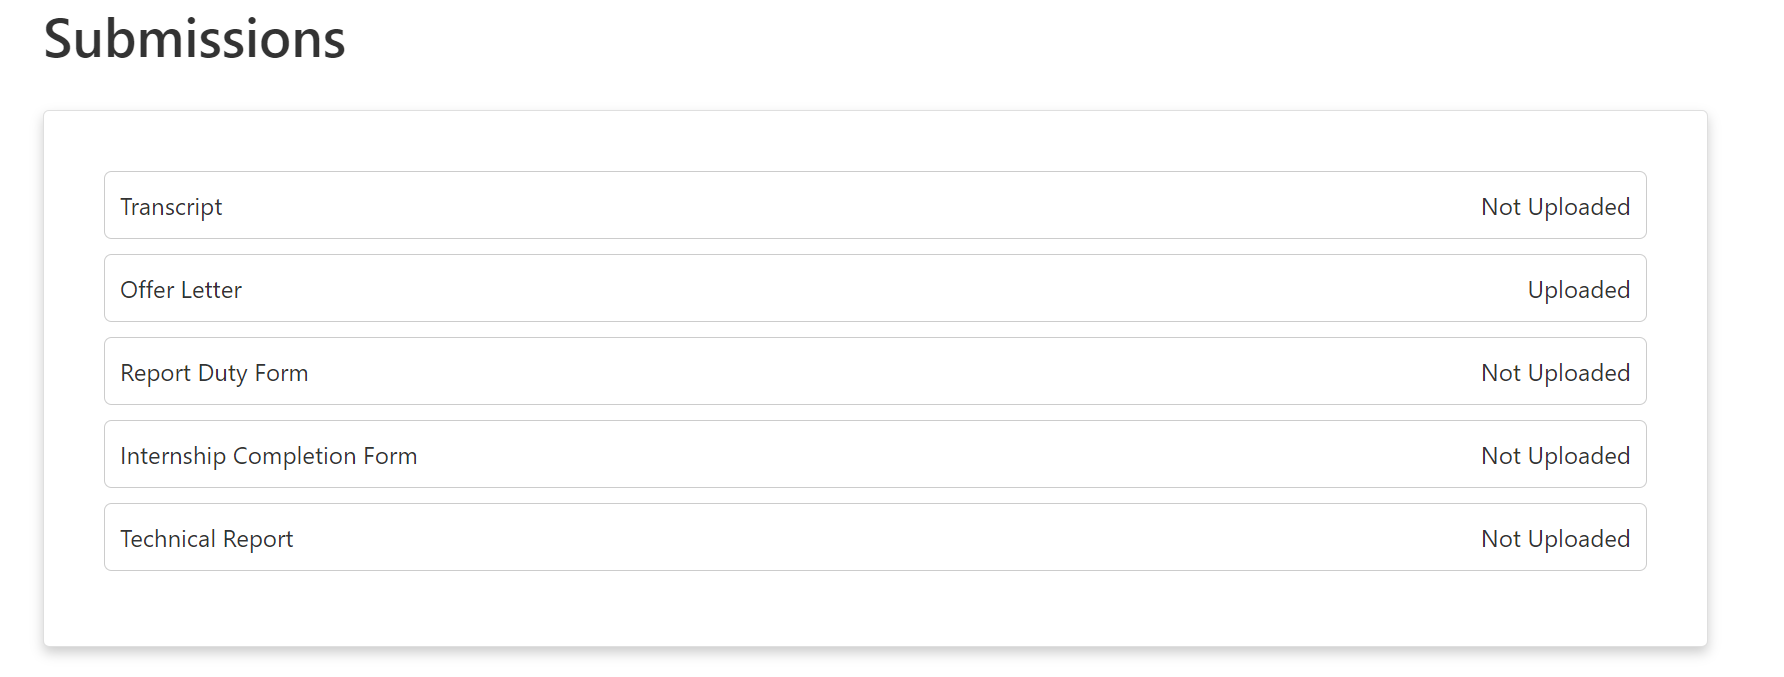 Submissions
Transcript Not Uploaded
Offer Letter Uploaded
Report Duty Form Not Uploaded
Internship Completion Form Not Uploaded
Technical Report Not Uploaded